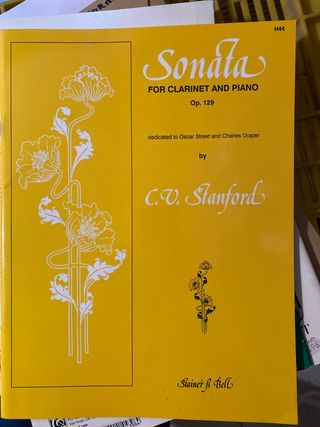 H44
Sonata
FOR CLARINET AND PIANO
Op. 129
dedicated to Oscar Street and Charles Draper
by
C.V. Stanford
Stainer & Bell